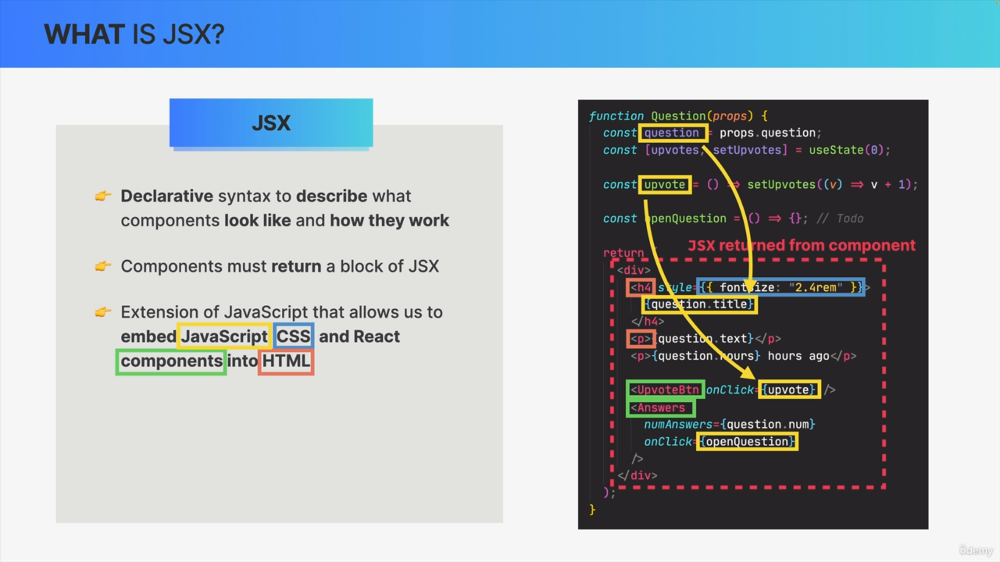 WHAT IS JSX?
JSX
👉 Declarative syntax to describe what
components look like and how they work
👉 Components must return a block of JSX
👉 Extension of JavaScript that allows us to
embed JavaScript CSS and React
components into HTML
function Question(props) {
const question = props.question;
const [upvotes, setUpvotes] = useState(0);
const upvote = () => setUpvotes((v) => v + 1);
const openQuestion = () => {}; // Todo
JSX returned from component
return
<div>
<h4 style={{ fontSize: "2.4rem" }}>
{question.title}
</h4>
<p>{question.text}</p>
<p>{question.hours} hours ago</p>
<UpvoteBtn onClick={upvote} />
<Answers
numAnswers={question.num}
onClick={openQuestion}
/>
</div>
);
}
ûdemy